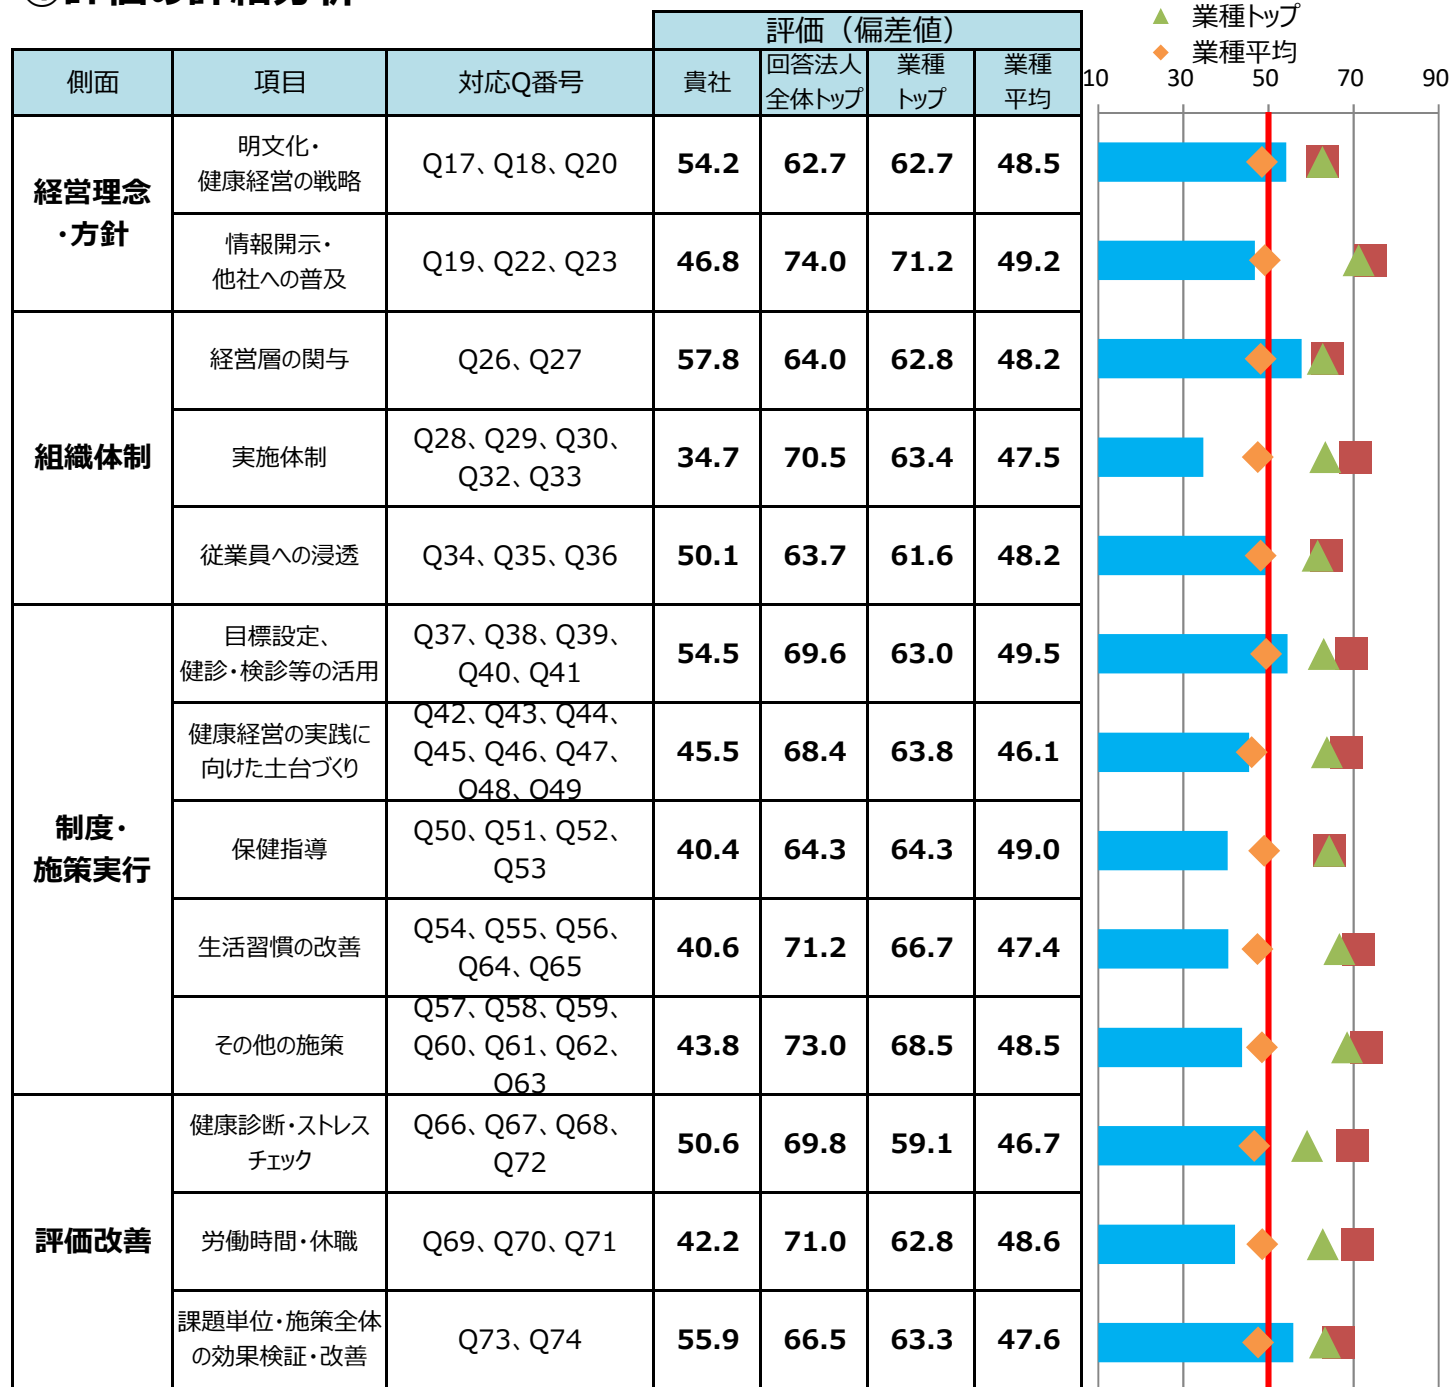 評価の詳細分析
▲ 業種トップ
◆ 業種平均
評価（偏差値）
側面 項目 対応Q番号 貴社 回答法人 全体トップ 業種 トップ 業種 平均
10 30 50 70 90
経営理念
・方針
明文化・
健康経営の戦略
Q17、Q18、Q20
54.2 62.7 62.7 48.5
情報開示・
他社への普及
Q19、Q22、Q23
46.8 74.0 71.2 49.2
組織体制
経営層の関与
Q26、Q27
57.8 64.0 62.8 48.2
実施体制
Q28、Q29、Q30、
Q32、Q33
34.7 70.5 63.4 47.5
従業員への浸透
Q34、Q35、Q36
50.1 63.7 61.6 48.2
制度・
施策実行
目標設定、
健診・検診等の活用
Q37、Q38、Q39、
Q40、Q41
54.5 69.6 63.0 49.5
健康経営の実践に
向けた土台づくり
Q42、Q43、Q44、
Q45、Q46、Q47、
Q48、Q49
45.5 68.4 63.8 46.1
保健指導
Q50、Q51、Q52、
Q53
40.4 64.3 64.3 49.0
生活習慣の改善
Q54、Q55、Q56、
Q64、Q65
40.6 71.2 66.7 47.4
その他の施策
Q57、Q58、Q59、
Q60、Q61、Q62、
Q63
43.8 73.0 68.5 48.5
評価改善
健康診断・ストレス
チェック
Q66、Q67、Q68、
Q72
50.6 69.8 59.1 46.7
労働時間・休職
Q69、Q70、Q71
42.2 71.0 62.8 48.6
課題単位・施策全体
の効果検証・改善
Q73、Q74
55.9 66.5 63.3 47.6